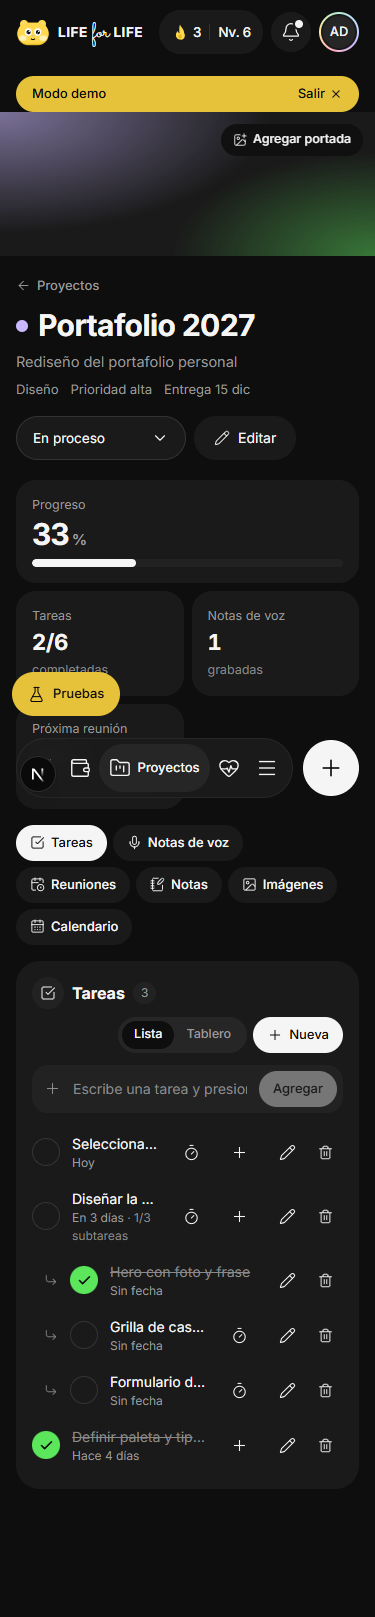 LIFE for LIFE
3
Nv. 6
AD
Modo demo
Salir
Agregar portada
Proyectos
Portafolio 2027
Rediseño del portafolio personal
Diseño Prioridad alta Entrega 15 dic
En proceso
Editar
Progreso
33 %
Tareas
2/6
completadas
Notas de voz
1
grabadas
Pruebas
Próxima reunión
N
Proyectos
Tareas
Notas de voz
Reuniones
Notas
Imágenes
Calendario
Tareas 3
Lista
Tablero
Nueva
Escribe una tarea y presion
Agregar
Selecciona...
Hoy
Diseñar la ...
En 3 días · 1/3
subtareas
Hero con foto y frase
Sin fecha
Grilla de cas...
Sin fecha
Formulario d...
Sin fecha
Definir paleta y tip...
Hace 4 días